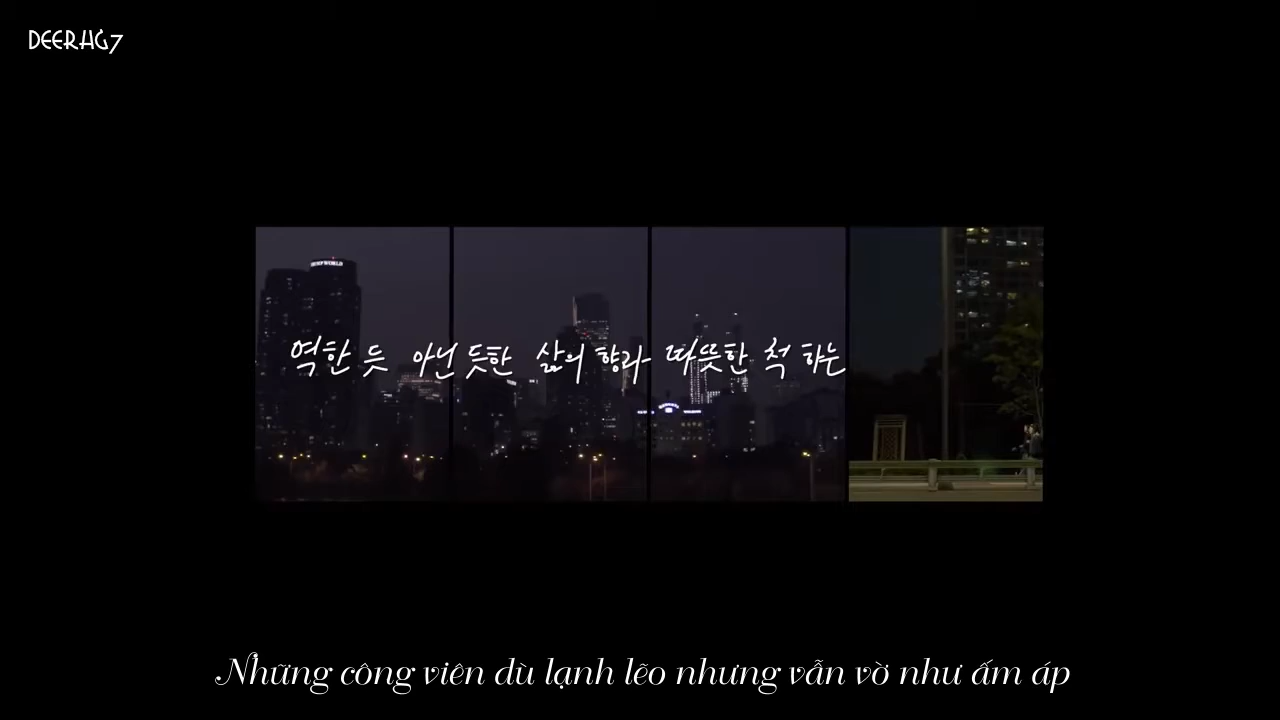 DEERHG7
역한 듯 아닌 듯한 삶의 향과 따뜻한 척 하는
Những công viên dù lạnh lẽo nhưng vẫn vờ như ấm áp